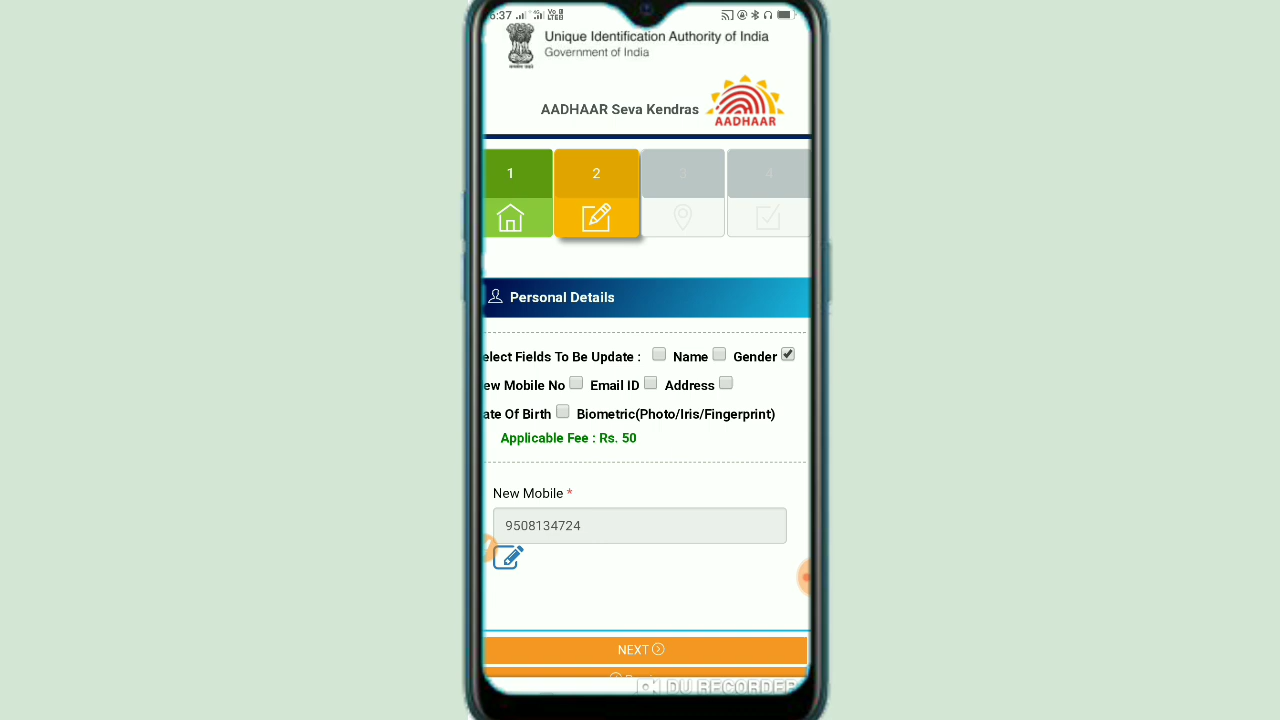 6:37
Unique Identification Authority of India
Government of India
AADHAAR Seva Kendras
AADHAAR
1 2 3 4
Personal Details
elect Fields To Be Update : Name Gender
ew Mobile No Email ID Address
ate Of Birth Biometric(Photo/Iris/Fingerprint)
Applicable Fee : Rs. 50
New Mobile *
9508134724
NEXT
DU RECORDER